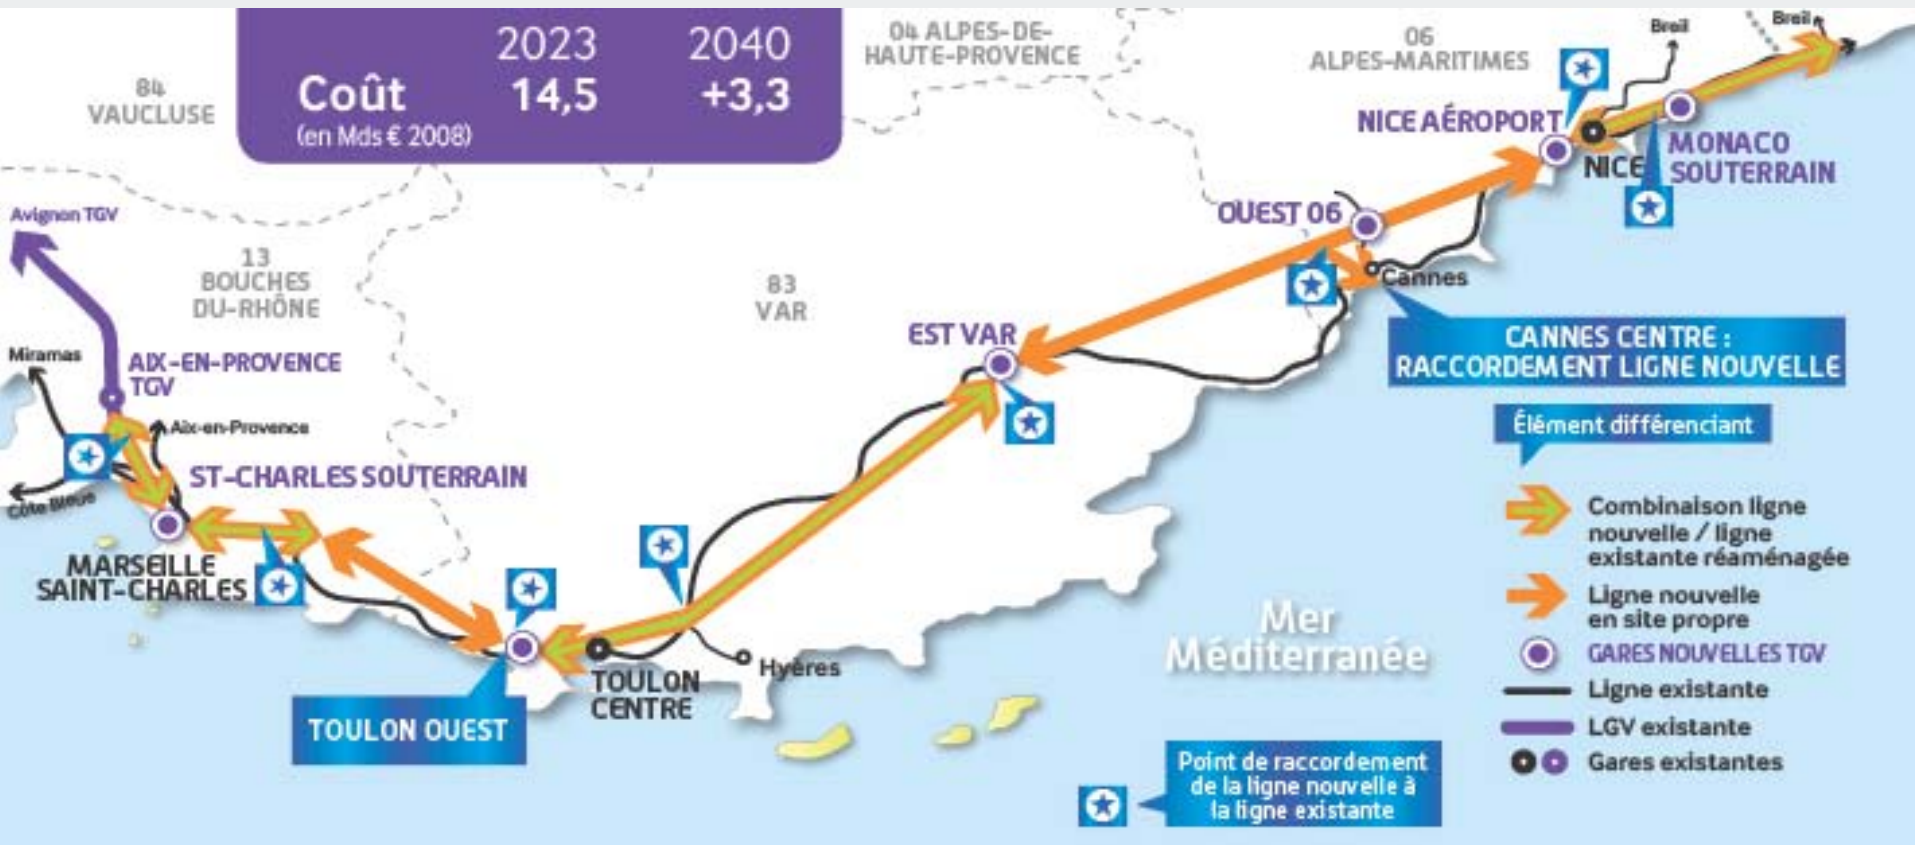 2023 2040
Coût 14,5 +3,3
(en Mds € 2008)
84
VAUCLUSE
04 ALPES-DE-
HAUTE-PROVENCE
06
ALPES-MARITIMES
Breil
Breil
NICE AÉROPORT
NICE
MONACO
SOUTERRAIN
OUEST 06
Cannes
CANNES CENTRE :
RACCORDEMENT LIGNE NOUVELLE
Avignon TGV
13
BOUCHES
DU-RHÔNE
83
VAR
EST VAR
Miramas
AIX-EN-PROVENCE
TGV
Aix-en-Provence
ST-CHARLES SOUTERRAIN
Côte Bleue
MARSEILLE
SAINT-CHARLES
TOULON OUEST
TOULON
CENTRE
Hyères
Mer
Méditerranée
Élément différenciant
Combinaison ligne
nouvelle / ligne
existante réaménagée
Ligne nouvelle
en site propre
GARES NOUVELLES TGV
Ligne existante
LGV existante
Gares existantes
Point de raccordement
de la ligne nouvelle à
la ligne existante